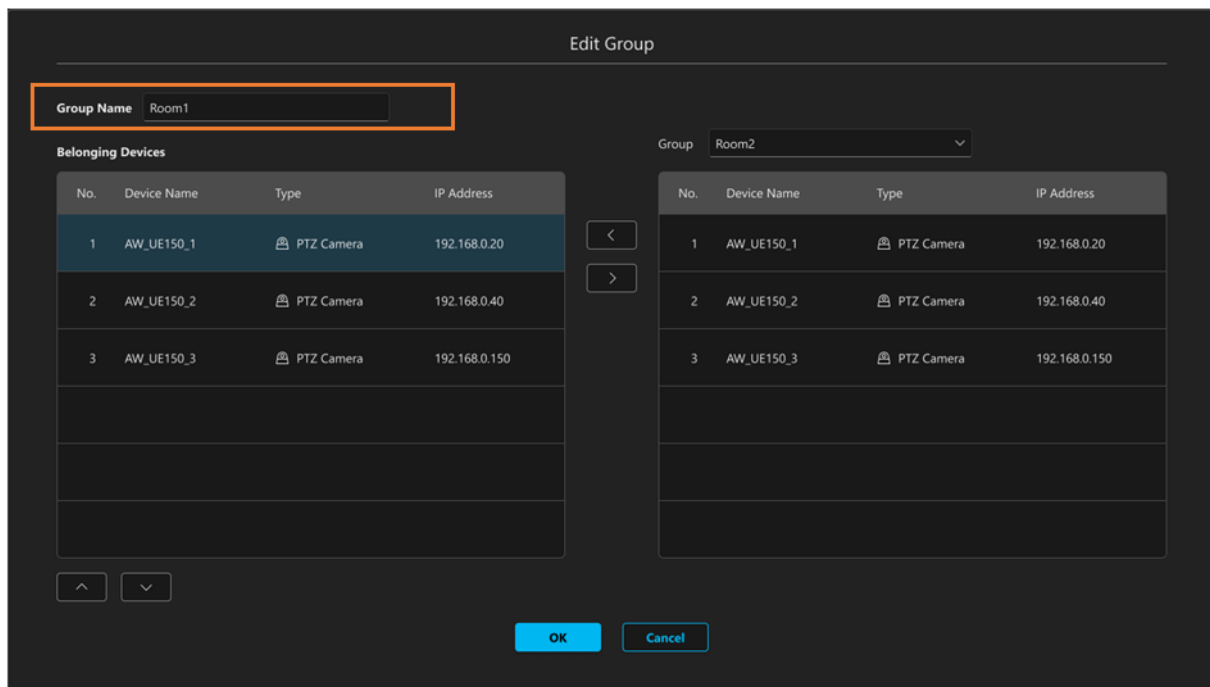 Edit Group
Group Name Room1
Belonging Devices
No. Device Name Type IP Address
1 AW_UE150_1 PTZ Camera 192.168.0.20
2 AW_UE150_2 PTZ Camera 192.168.0.40
3 AW_UE150_3 PTZ Camera 192.168.0.150
Group Room2
No. Device Name Type IP Address
1 AW_UE150_1 PTZ Camera 192.168.0.20
2 AW_UE150_2 PTZ Camera 192.168.0.40
3 AW_UE150_3 PTZ Camera 192.168.0.150
OK Cancel